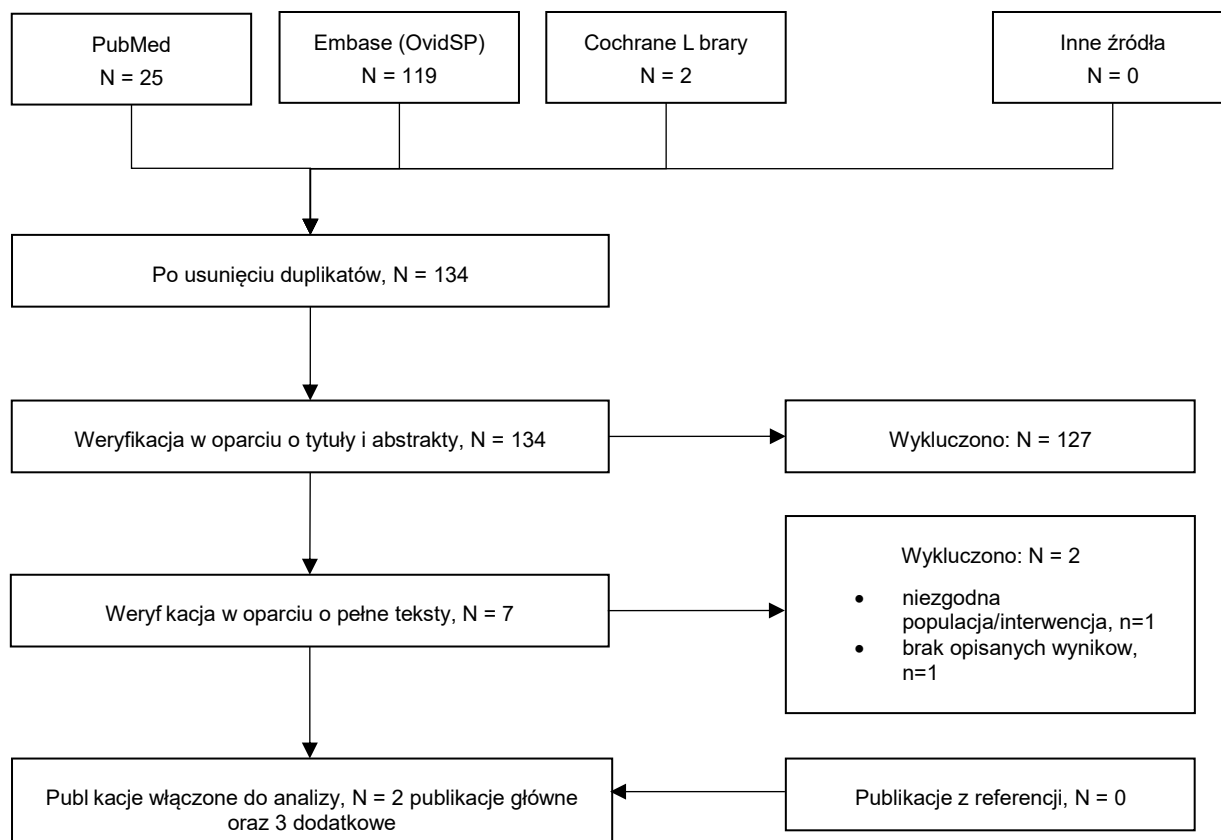 PubMed
N = 25
Embase (OvidSP)
N = 119
Cochrane L brary
N = 2
Inne źródła
N = 0
Po usunięciu duplikatów, N = 134
Weryfikacja w oparciu o tytuły i abstrakty, N = 134
Wykluczono: N = 127
Weryf kacja w oparciu o pełne teksty, N = 7
Wykluczono: N = 2
• niezgodna
populacja/interwencja, n=1
• brak opisanych wynikow,
n=1
Publ kacje włączone do analizy, N = 2 publikacje główne
oraz 3 dodatkowe
Publikacje z referencji, N = 0